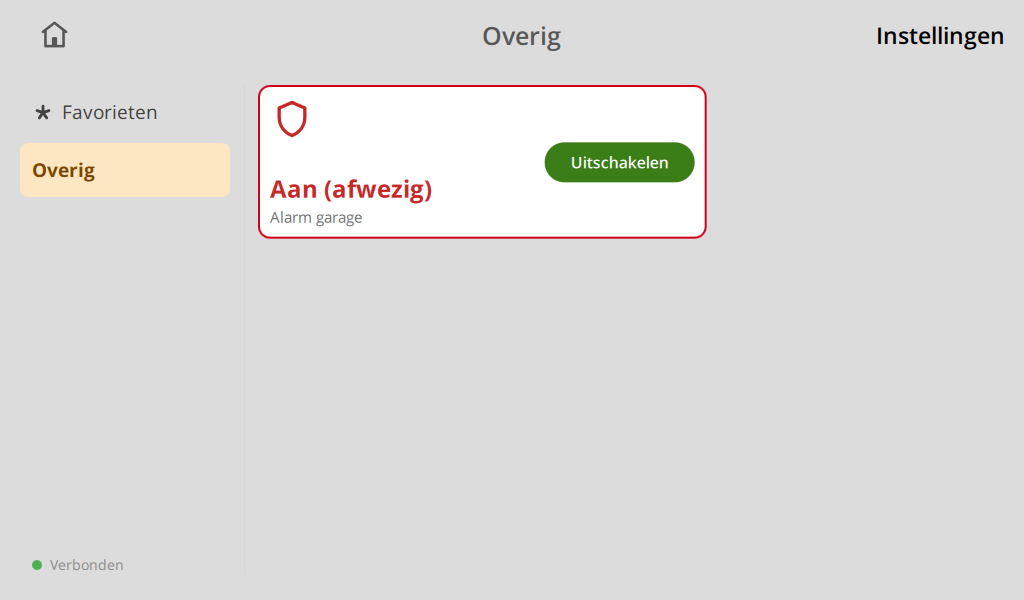 Overig
Instellingen
Favorieten
Overig
Uitschakelen
Aan (afwezig)
Alarm garage
Verbonden